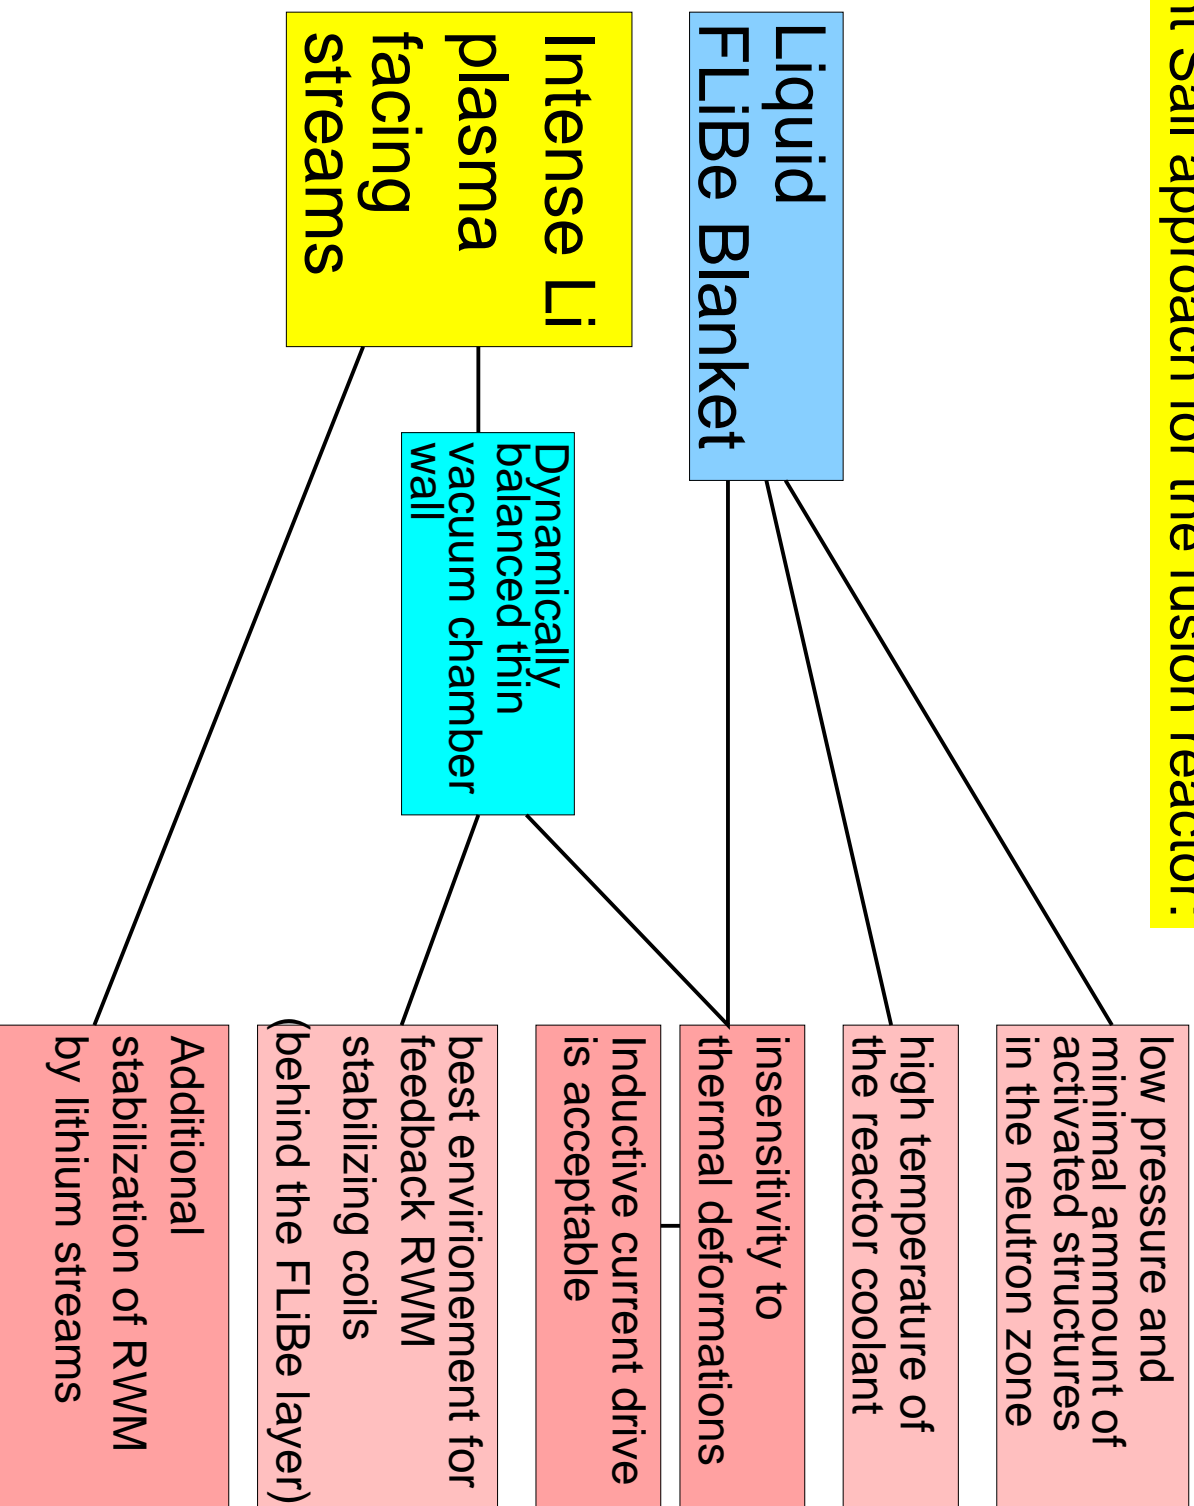 Sail approach for the fusion reactor:
Liquid
FLiBe Blanket
Intense Li
plasma
facing
streams
Dynamically
balanced thin
vacuum chamber
wall
low pressure and
minimal ammount of
activated structures
in the neutron zone
high temperature of
the reactor coolant
insensitivity to
thermal deformations
Inductive current drive
is acceptable
best envirionement for
feedback RWM
stabilizing coils
(behind the FLiBe layer)
Additional
stabilization of RWM
by lithium streams